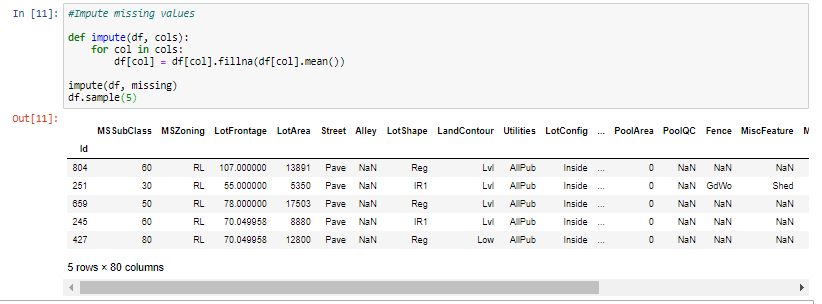 In [11]: #Impute missing values
def impute(df, cols):
for col in cols:
df[col] = df[col].fillna(df[col].mean())
impute(df, missing)
df.sample(5)
Out[11]:
MSSubClass MSZoning LotFrontage LotArea Street Alley LotShape LandContour Utilities LotConfig ... PoolArea PoolQC Fence MiscFeature M
Id
804 60 RL 107.000000 13891 Pave NaN Reg Lvl AllPub Inside ... 0 NaN NaN NaN
251 30 RL 55.000000 5350 Pave NaN IR1 Lvl AllPub Inside ... 0 NaN GdWo Shed
659 50 RL 78.000000 17503 Pave NaN Reg Lvl AllPub Inside ... 0 NaN NaN NaN
245 60 RL 70.049958 8880 Pave NaN IR1 Lvl AllPub Inside ... 0 NaN NaN NaN
427 80 RL 70.049958 12800 Pave NaN Reg Low AllPub Inside ... 0 NaN NaN NaN
5 rows × 80 columns